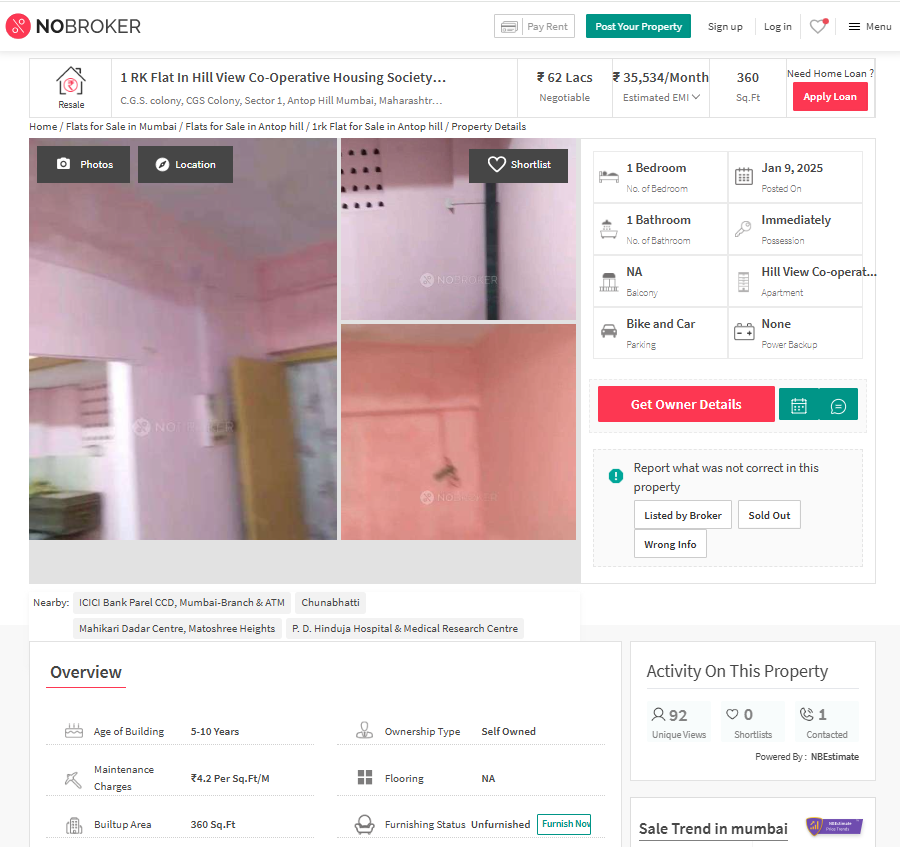 NOBROKER
Pay Rent
Post Your Property
Sign up
Log in
Menu
Resale
1 RK Flat In Hill View Co-Operative Housing Society…
C.G.S. colony, CGS Colony, Sector 1, Antop Hill Mumbai, Maharashtr…
₹ 62 Lacs
Negotiable
₹ 35,534/Month
Estimated EMI
360
Sq.Ft
Need Home Loan ?
Apply Loan
Home / Flats for Sale in Mumbai / Flats for Sale in Antop hill / 1rk Flat for Sale in Antop hill / Property Details
Photos
Location
Shortlist
NOBROKER
NOBROKER
NOBROKER
1 Bedroom
No. of Bedroom
Jan 9, 2025
Posted On
1 Bathroom
No. of Bathroom
Immediately
Possession
NA
Balcony
Hill View Co-operat...
Apartment
Bike and Car
Parking
None
Power Backup
Get Owner Details
Report what was not correct in this
property
Listed by Broker
Sold Out
Wrong Info
Nearby:
ICICI Bank Parel CCD, Mumbai-Branch & ATM
Chunabhatti
Mahikari Dadar Centre, Matoshree Heights
P. D. Hinduja Hospital & Medical Research Centre
Overview
Age of Building
5-10 Years
Ownership Type
Self Owned
Maintenance
Charges
₹4.2 Per Sq.Ft/M
Flooring
NA
Builtup Area
360 Sq.Ft
Furnishing Status
Unfurnished
Furnish Now
Activity On This Property
92
Unique Views
0
Shortlists
1
Contacted
Powered By : NBEstimate
Sale Trend in mumbai
NBEstimate
Price Trends